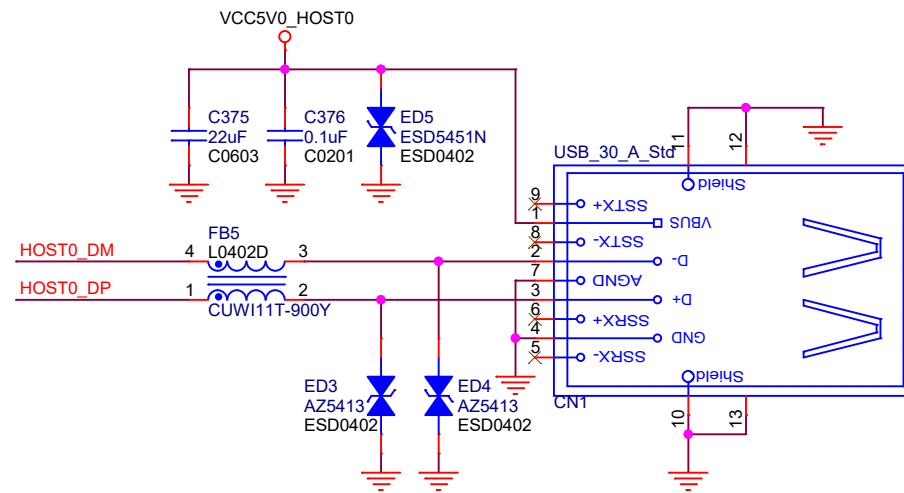 VCC5V0_HOST0
C375
22uF
C0603
C376
0.1uF
C0201
ED5
ESD5451N
ESD0402
USB_30_A_Std
11
12
Shield
9
SSTX+
1
VBUS
8
SSTX-
2
D-
7
AGND
3
D+
6
SSRX+
4
GND
5
SSRX-
Shield
CN1
10
13
HOST0_DM
HOST0_DP
FB5
L0402D
4
3
1
2
CUWI11T-900Y
ED3
AZ5413
ESD0402
ED4
AZ5413
ESD0402